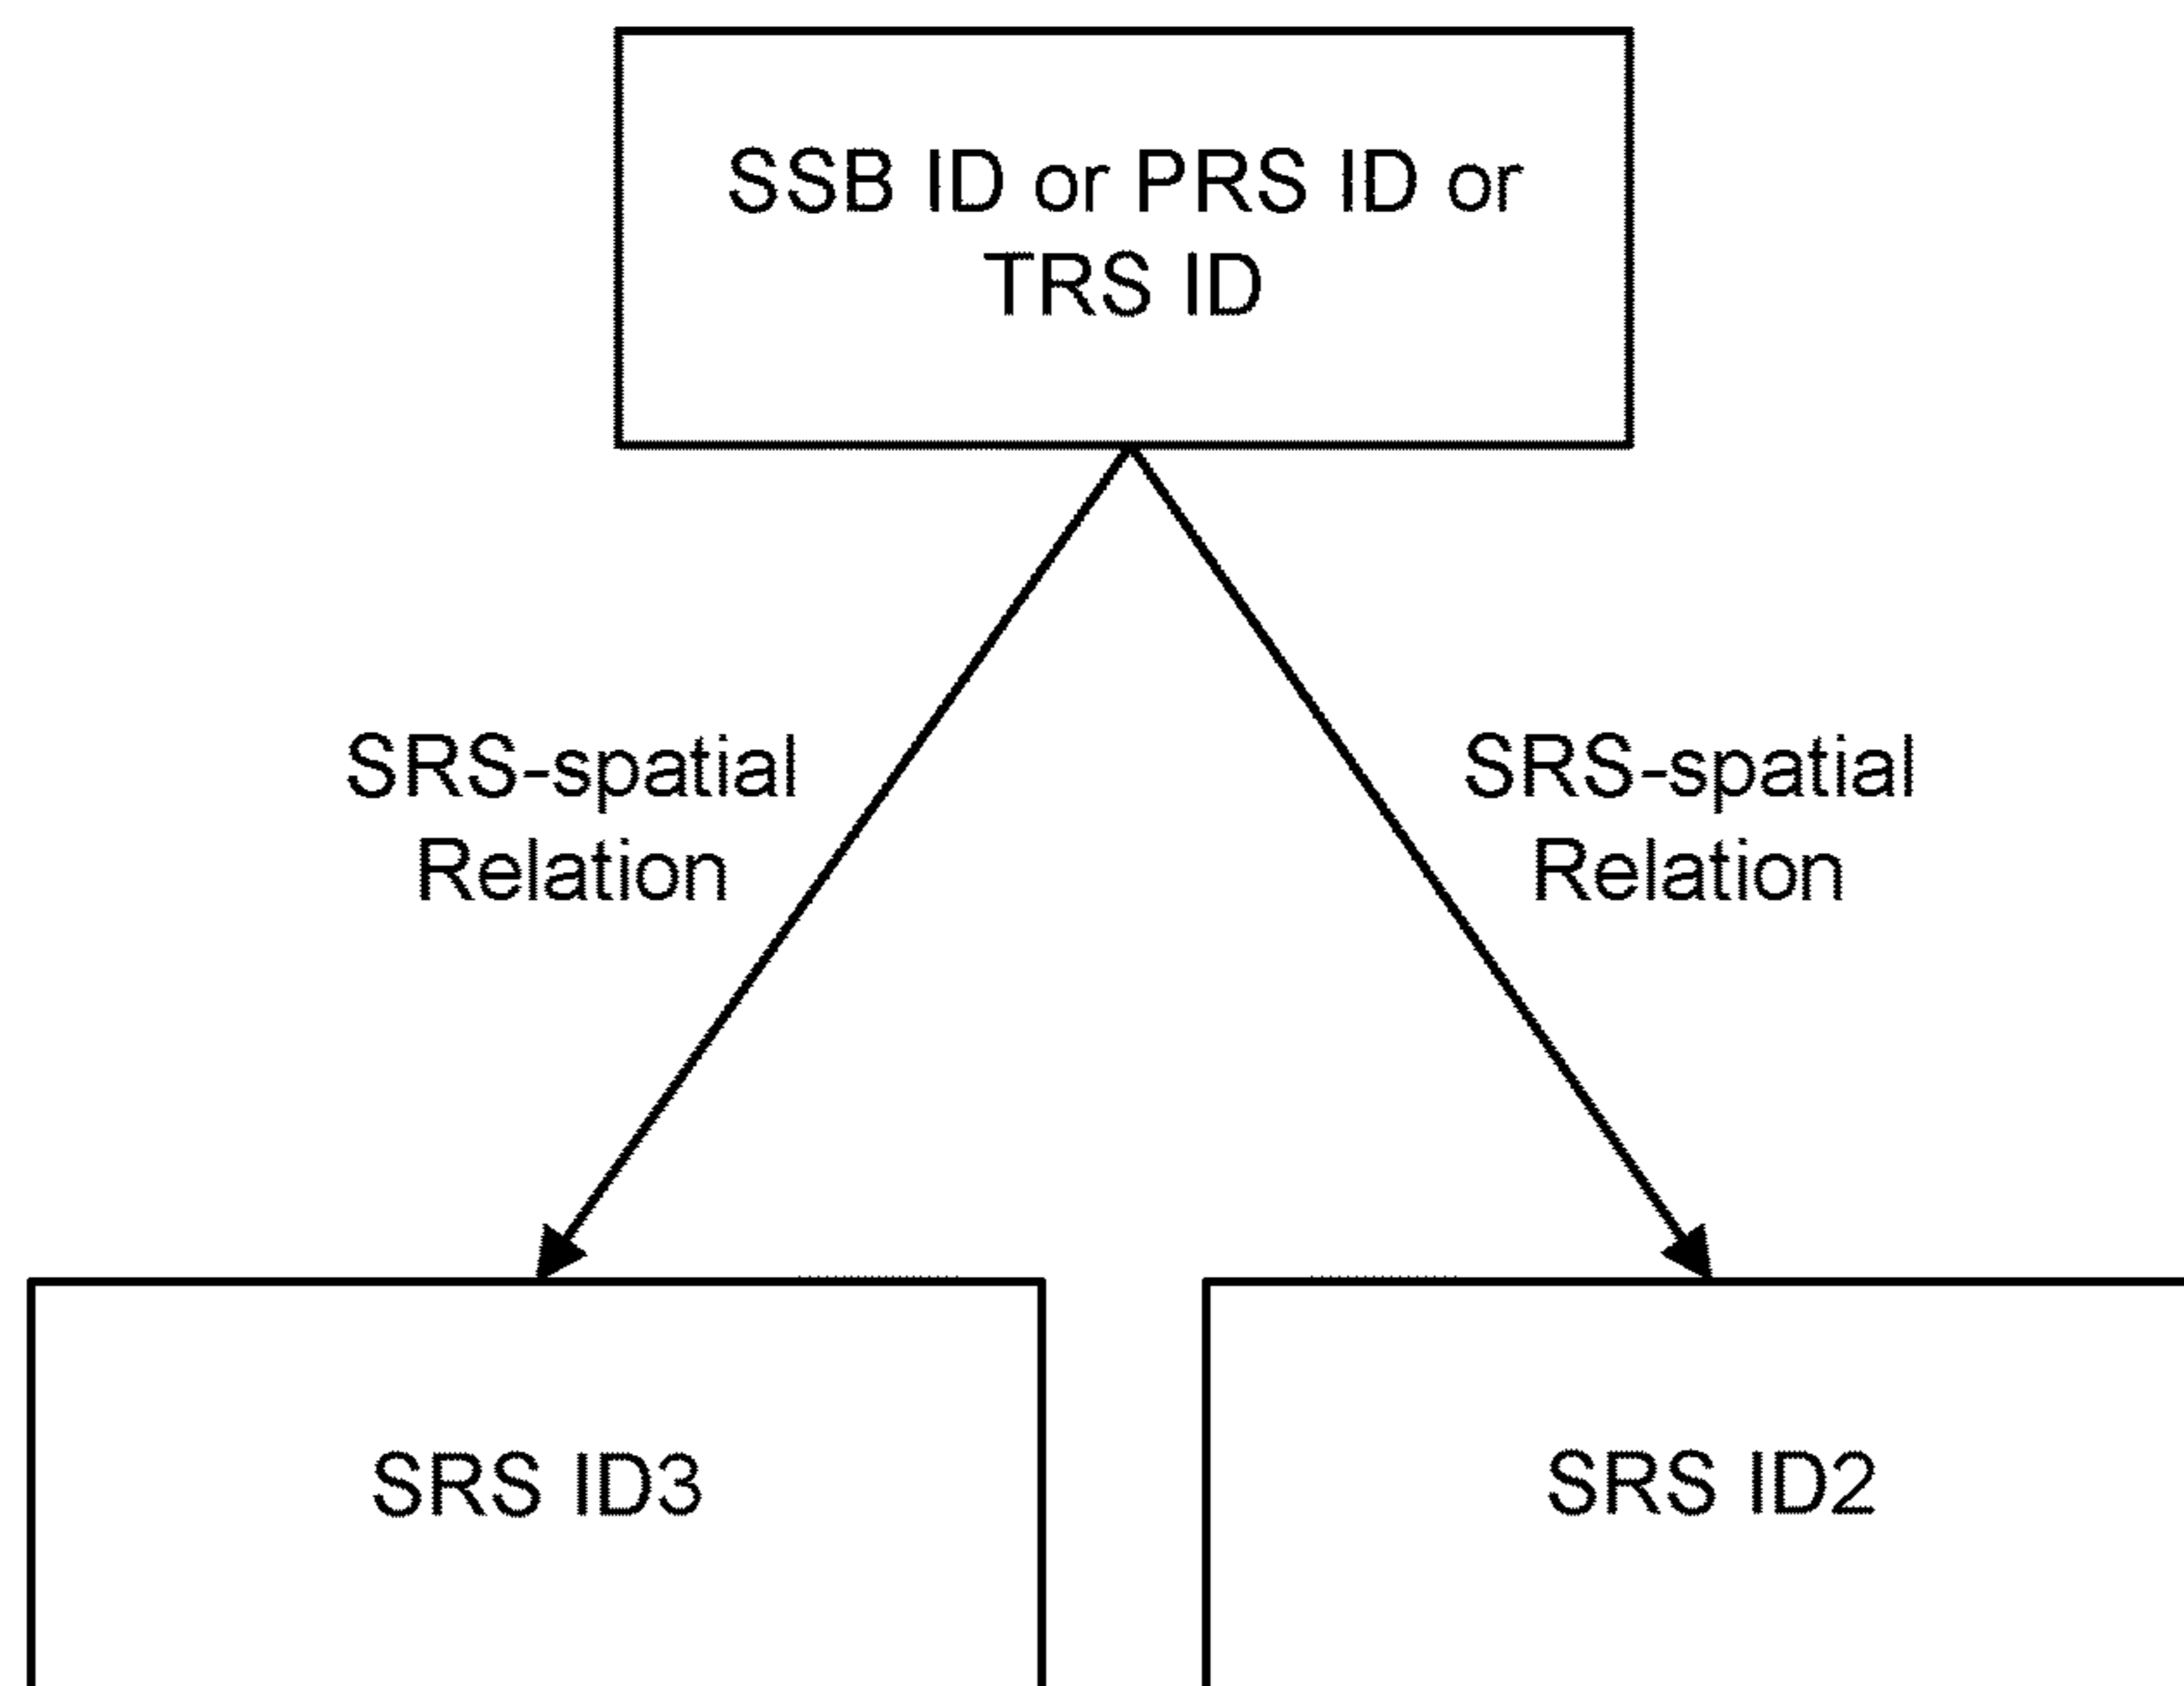 SSB ID or PRS ID or
TRS ID
SRS-spatial
Relation
SRS-spatial
Relation
SRS ID3
SRS ID2